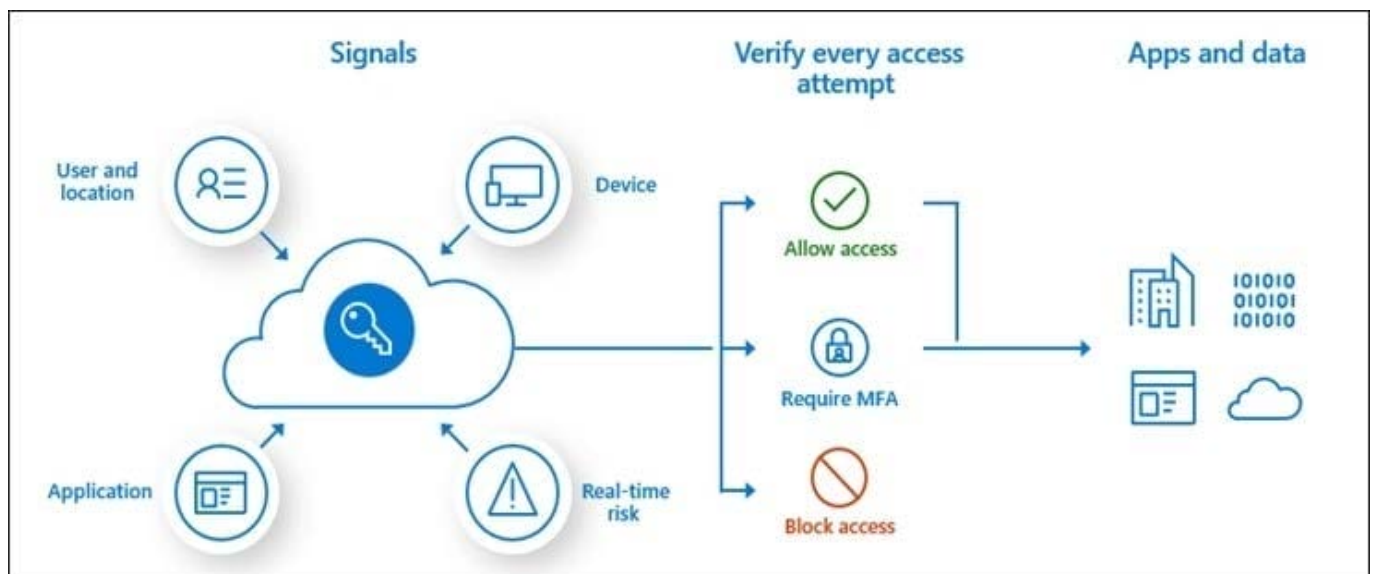 Signals
Verify every access
attempt
Apps and data
User and
location
Device
Allow access
101010
010101
101010
Require MFA
Application
Real-time
risk
Block access